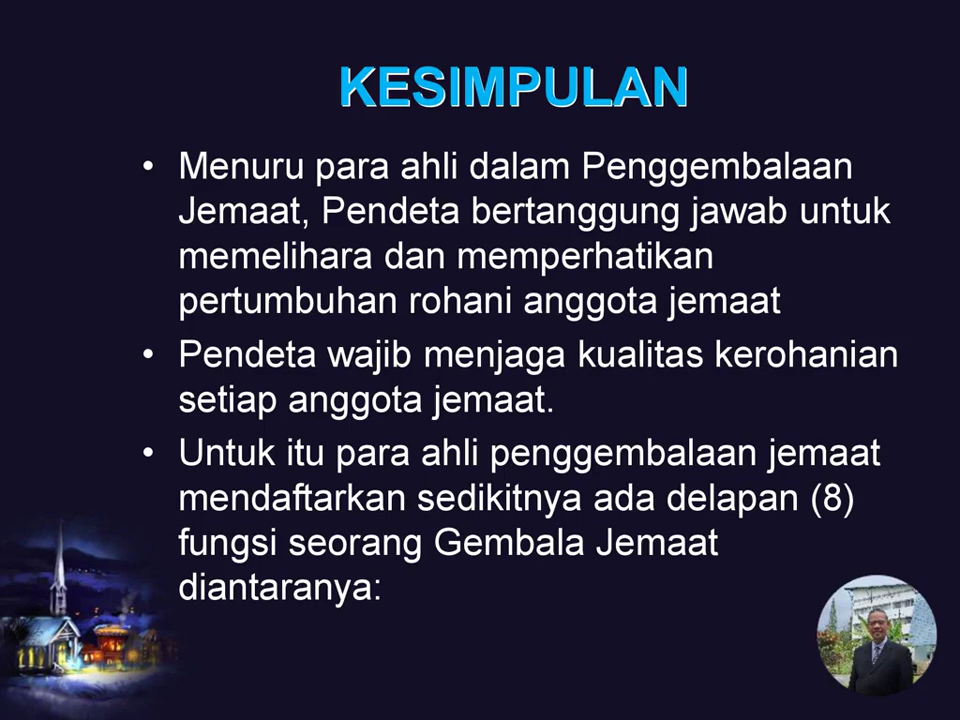 KESIMPULAN
• Menuru para ahli dalam Penggembalaan
Jemaat, Pendeta bertanggung jawab untuk
memelihara dan memperhatikan
pertumbuhan rohani anggota jemaat
• Pendeta wajib menjaga kualitas kerohanian
setiap anggota jemaat.
• Untuk itu para ahli penggembalaan jemaat
mendaftarkan sedikitnya ada delapan (8)
fungsi seorang Gembala Jemaat
diantaranya: